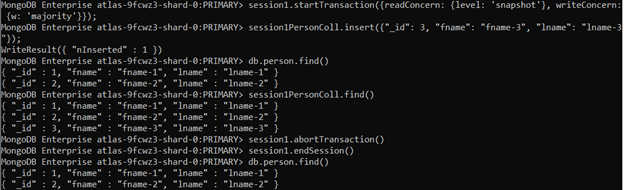 MongoDB Enterprise atlas-9fcwz3-shard-0:PRIMARY> session1.startTransaction({readConcern: {level: 'snapshot'}, writeConcern:
 {w: 'majority'}});
MongoDB Enterprise atlas-9fcwz3-shard-0:PRIMARY> session1PersonColl.insert({"_id": 3, "fname": "fname-3", "lname": "lname-3
"});
WriteResult({ "nInserted" : 1 })
MongoDB Enterprise atlas-9fcwz3-shard-0:PRIMARY> db.person.find()
{ "_id" : 1, "fname" : "fname-1", "lname" : "lname-1" }
{ "_id" : 2, "fname" : "fname-2", "lname" : "lname-2" }
MongoDB Enterprise atlas-9fcwz3-shard-0:PRIMARY> session1PersonColl.find()
{ "_id" : 1, "fname" : "fname-1", "lname" : "lname-1" }
{ "_id" : 2, "fname" : "fname-2", "lname" : "lname-2" }
{ "_id" : 3, "fname" : "fname-3", "lname" : "lname-3" }
MongoDB Enterprise atlas-9fcwz3-shard-0:PRIMARY> session1.abortTransaction()
MongoDB Enterprise atlas-9fcwz3-shard-0:PRIMARY> session1.endSession()
MongoDB Enterprise atlas-9fcwz3-shard-0:PRIMARY> db.person.find()
{ "_id" : 1, "fname" : "fname-1", "lname" : "lname-1" }
{ "_id" : 2, "fname" : "fname-2", "lname" : "lname-2" }